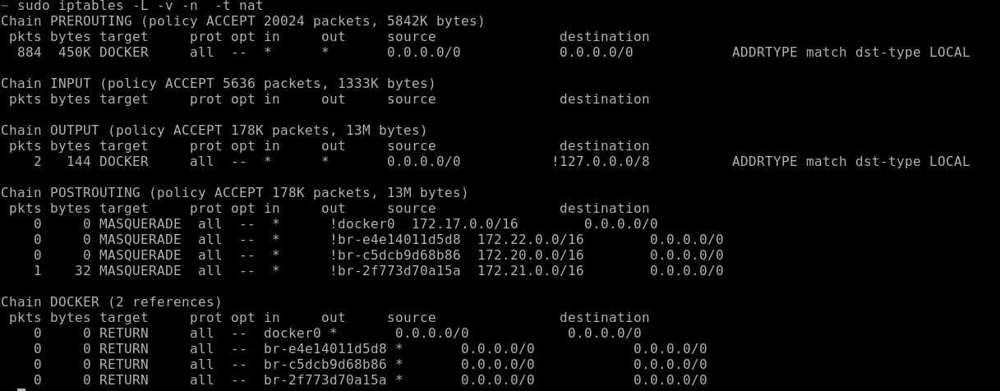 ~ sudo iptables -L -v -n  -t nat
Chain PREROUTING (policy ACCEPT 20024 packets, 5842K bytes)
 pkts bytes target     prot opt in     out     source               destination
  884  450K DOCKER     all  --  *      *       0.0.0.0/0            0.0.0.0/0            ADDRTYPE match dst-type LOCAL
Chain INPUT (policy ACCEPT 5636 packets, 1333K bytes)
 pkts bytes target     prot opt in     out     source               destination
Chain OUTPUT (policy ACCEPT 178K packets, 13M bytes)
 pkts bytes target     prot opt in     out     source               destination
    2   144 DOCKER     all  --  *      *       0.0.0.0/0           !127.0.0.0/8          ADDRTYPE match dst-type LOCAL
Chain POSTROUTING (policy ACCEPT 178K packets, 13M bytes)
 pkts bytes target     prot opt in     out     source               destination
    0     0 MASQUERADE  all  --  *      !docker0  172.17.0.0/16        0.0.0.0/0
    0     0 MASQUERADE  all  --  *      !br-e4e14011d5d8  172.22.0.0/16        0.0.0.0/0
    0     0 MASQUERADE  all  --  *      !br-c5dcb9d68b86  172.20.0.0/16        0.0.0.0/0
    1    32 MASQUERADE  all  --  *      !br-2f773d70a15a  172.21.0.0/16        0.0.0.0/0
Chain DOCKER (2 references)
 pkts bytes target     prot opt in     out     source               destination
    0     0 RETURN     all  --  docker0 *       0.0.0.0/0            0.0.0.0/0
    0     0 RETURN     all  --  br-e4e14011d5d8 *       0.0.0.0/0            0.0.0.0/0
    0     0 RETURN     all  --  br-c5dcb9d68b86 *       0.0.0.0/0            0.0.0.0/0
    0     0 RETURN     all  --  br-2f773d70a15a *       0.0.0.0/0            0.0.0.0/0